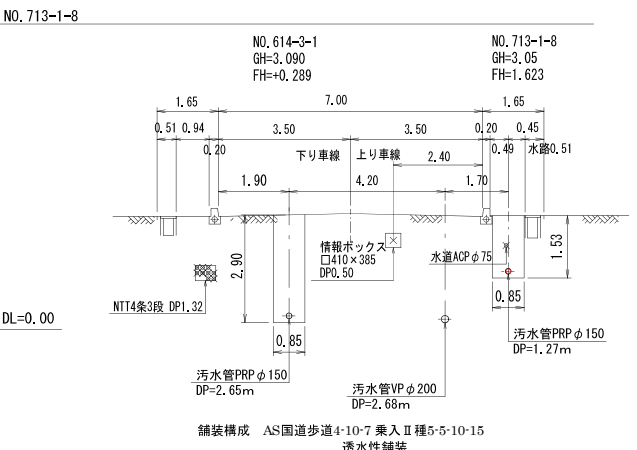 NO.713-1-8
NO.614-3-1
GH=3.090
FH=+0.289
NO.713-1-8
GH=3.05
FH=1.623
1.65
7.00
1.65
0.51
0.94
0.20
3.50
3.50
0.20
0.49
0.45
水路0.51
下り車線
上り車線
2.40
1.90
4.20
1.70
2.90
情報ボックス
□410×385
DP0.50
水道ACPφ75
1.53
NTT4条3段 DP1.32
DL=0.00
0.85
0.85
汚水管PRPφ150
DP=2.65m
汚水管VPφ200
DP=2.68m
汚水管PRPφ150
DP=1.27m
舗装構成 AS国道歩道4-10-7 乗入Ⅱ種5-5-10-15
透水性舗装